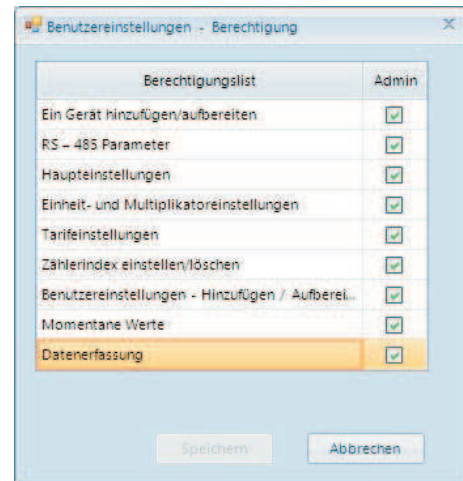 Benutzereinstellungen - Berechtigung
Berechtigungslist Admin
Ein Gerät hinzufügen/aufbereiten
RS – 485 Parameter
Haupteinstellungen
Einheit- und Multiplikatoreinstellungen
Tarifeinstellungen
Zählerindex einstellen/löschen
Benutzereinstellungen - Hinzufügen / Aufberei...
Momentane Werte
Datenerfassung
Speichern Abbrechen